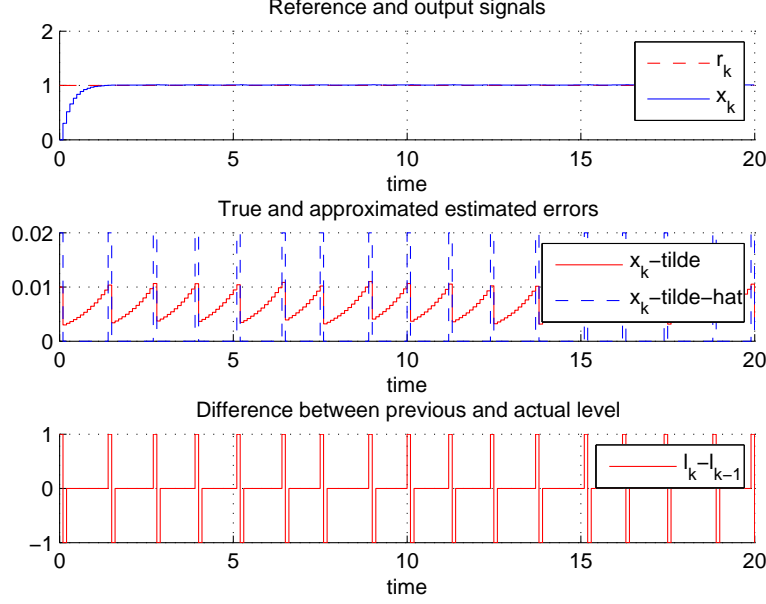 Reference and output signals
2
1
0
r_k
x_k
0 5 10 15 20
time
True and approximated estimated errors
0.02
0.01
0
x_k-tilde
x_k-tilde-hat
0 5 10 15 20
time
Difference between previous and actual level
1
0
−1
l_k-l_{k−1}
0 5 10 15 20
time